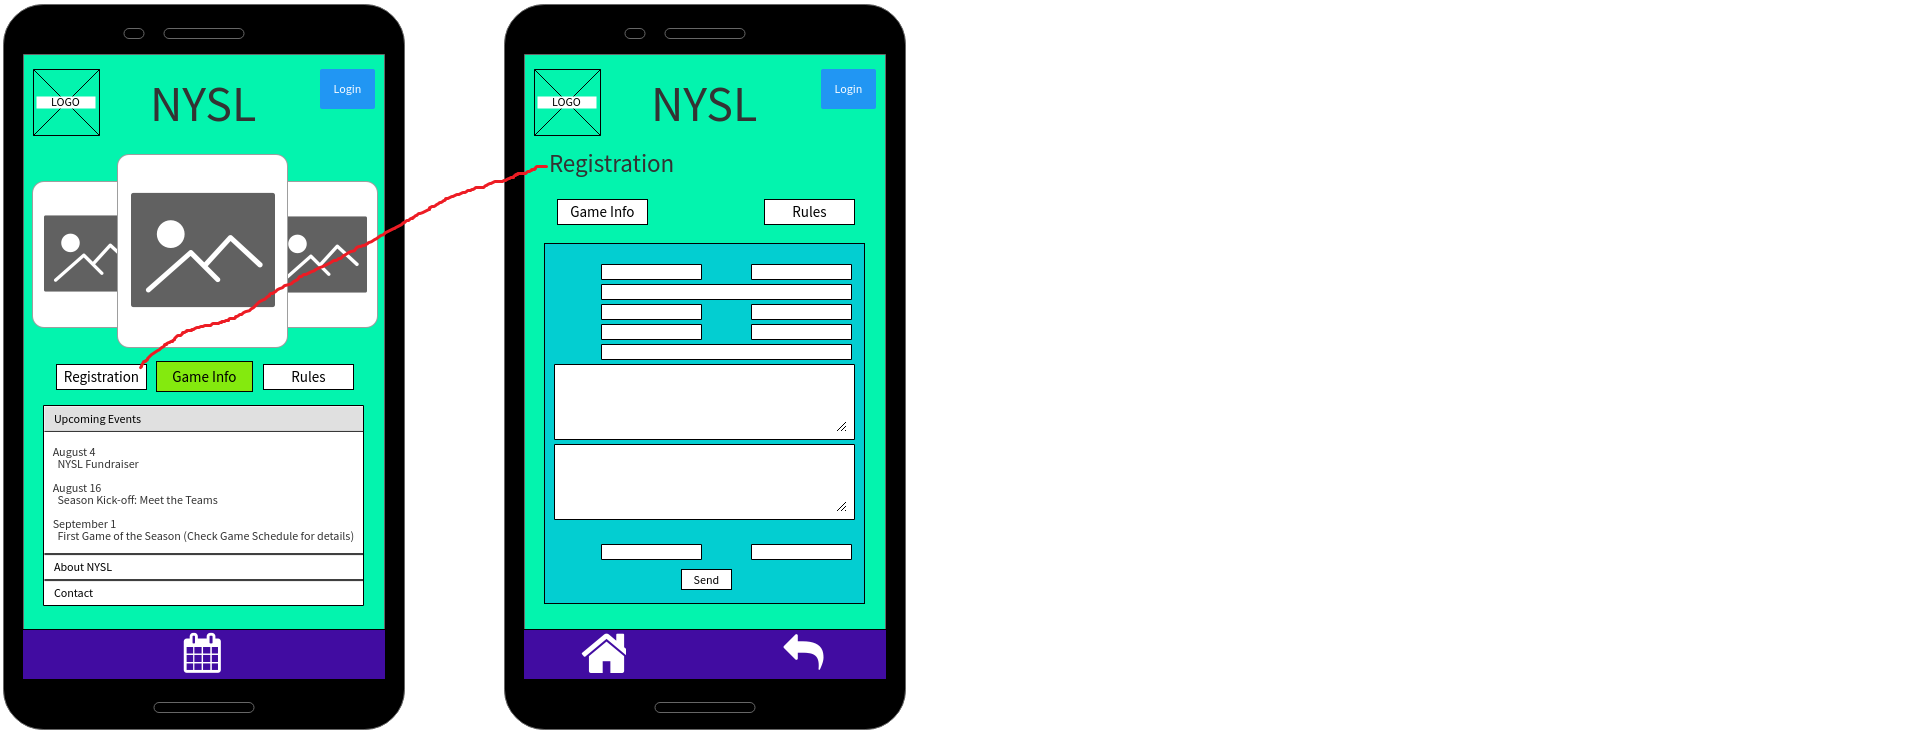 LOGO
NYSL
Login
Registration
Game Info
Rules
Upcoming Events
August 4
NYSL Fundraiser
August 16
Season Kick-off: Meet the Teams
September 1
First Game of the Season (Check Game Schedule for details)
About NYSL
Contact
LOGO
NYSL
Login
Registration
Game Info
Rules
Send